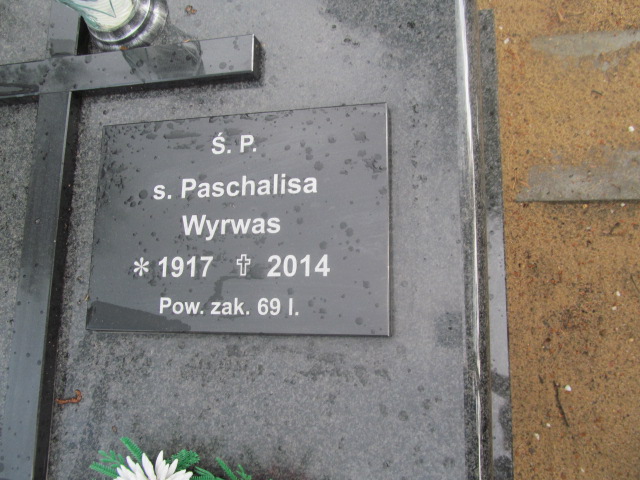 Ś. P.
s. Paschalisa
Wyrwas
* 1917 ✝ 2014
Pow. zak. 69 l.